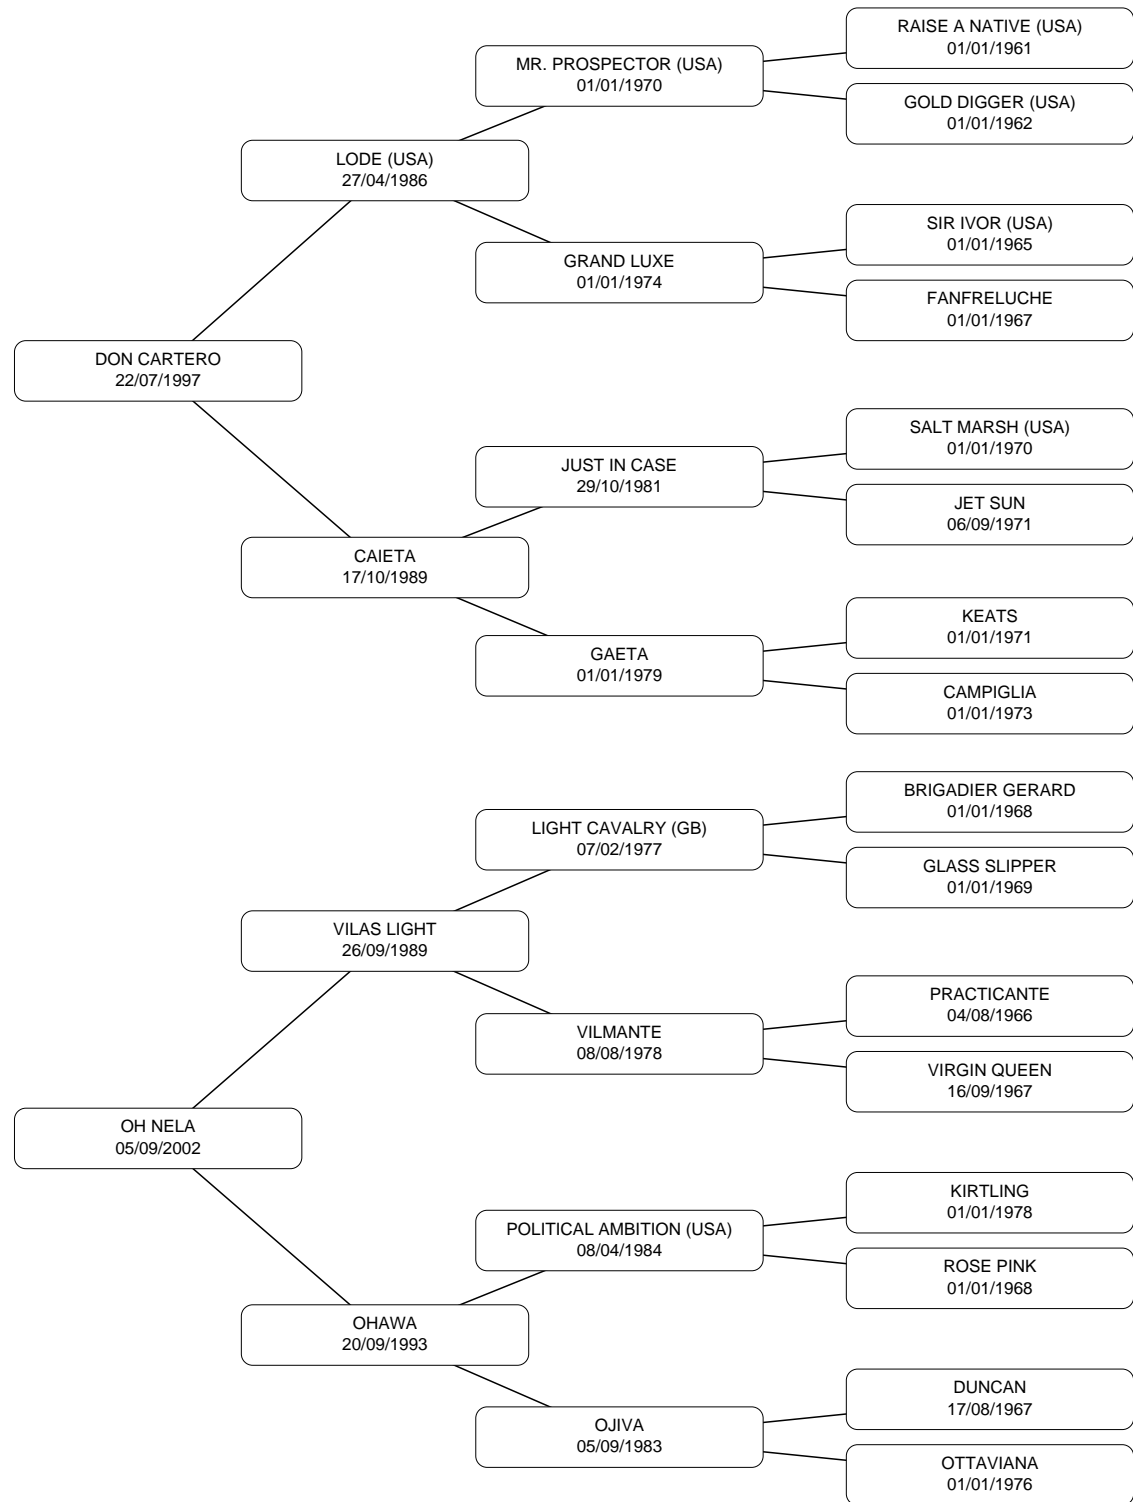 RAISE A NATIVE (USA)
01/01/1961
MR. PROSPECTOR (USA)
01/01/1970
GOLD DIGGER (USA)
01/01/1962
LODE (USA)
27/04/1986
SIR IVOR (USA)
01/01/1965
GRAND LUXE
01/01/1974
FANFRELUCHE
01/01/1967
DON CARTERO
22/07/1997
SALT MARSH (USA)
01/01/1970
JUST IN CASE
29/10/1981
JET SUN
06/09/1971
CAIETA
17/10/1989
KEATS
01/01/1971
GAETA
01/01/1979
CAMPIGLIA
01/01/1973
BRIGADIER GERARD
01/01/1968
LIGHT CAVALRY (GB)
07/02/1977
GLASS SLIPPER
01/01/1969
VILAS LIGHT
26/09/1989
PRACTICANTE
04/08/1966
VILMANTE
08/08/1978
VIRGIN QUEEN
16/09/1967
OH NELA
05/09/2002
KIRTLING
01/01/1978
POLITICAL AMBITION (USA)
08/04/1984
ROSE PINK
01/01/1968
OHAWA
20/09/1993
DUNCAN
17/08/1967
OJIVA
05/09/1983
OTTAVIANA
01/01/1976